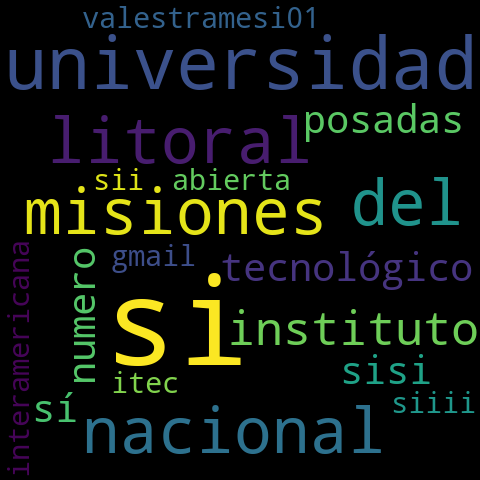 valestramesi01
universidad
litoral
posadas
sii
abierta
misiones
del
gmail
tecnológico
numero
si
instituto
interamericana
sisi
itec
siiii
sí
nacional